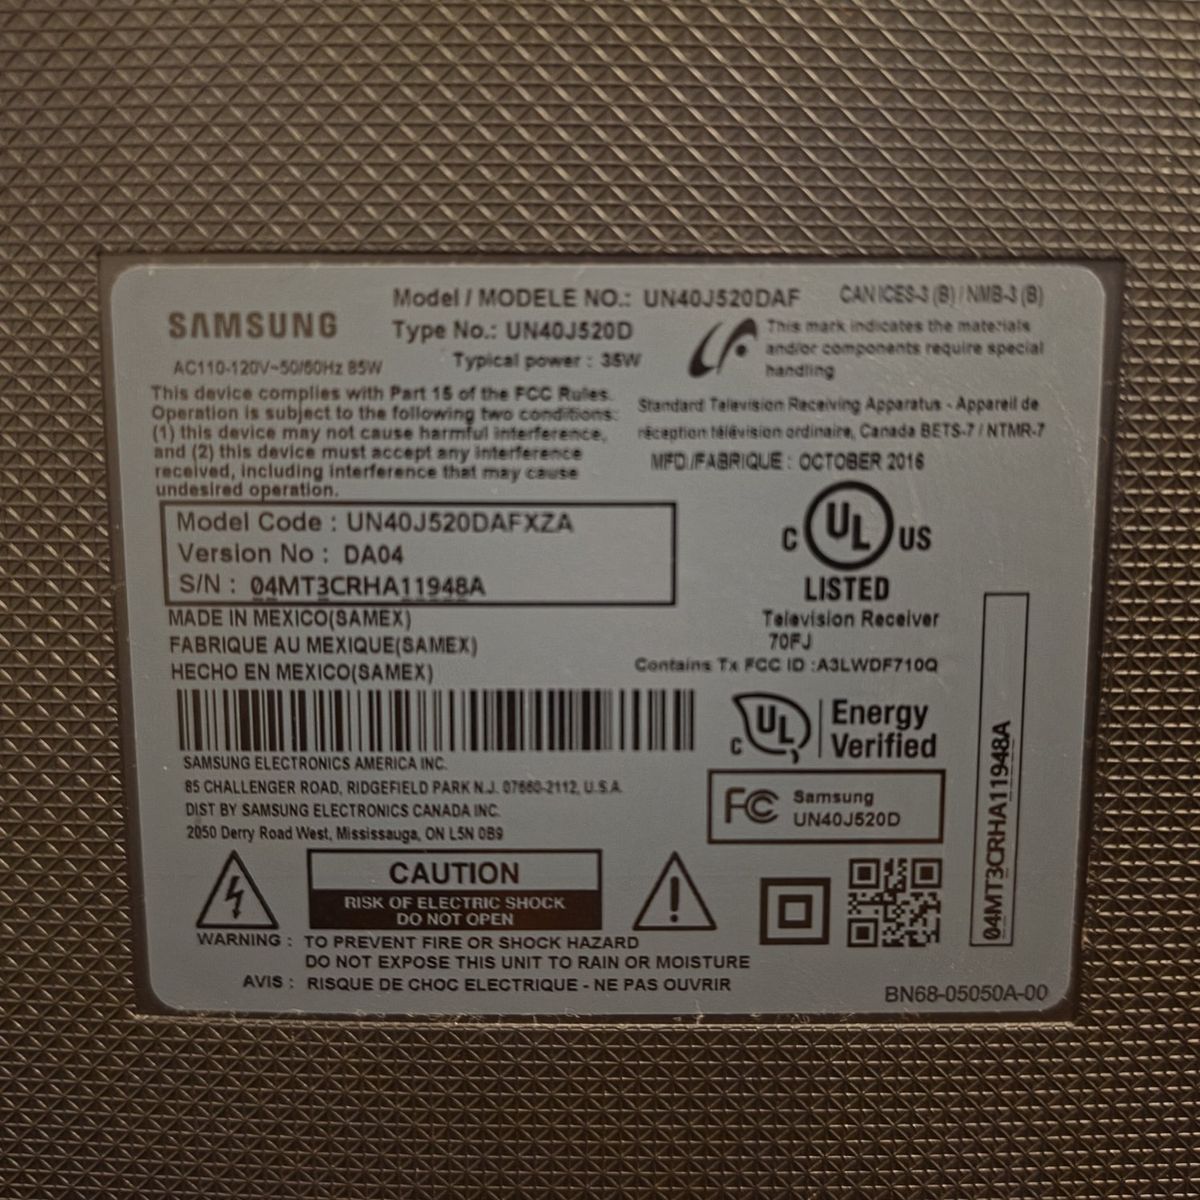 SAMSUNG
Model / MODELE NO.: UN40J520DAF
CAN ICES-3 (B) / NMB-3 (B)
Type No.: UN40J520D
AC110-120V~50/60Hz 85W
Typical power : 35W
This mark indicates the materials
and/or components require special
handling
This device complies with Part 15 of the FCC Rules.
Operation is subject to the following two conditions:
(1) this device may not cause harmful interference,
and (2) this device must accept any interference
received, including interference that may cause
undesired operation.
Standard Television Receiving Apparatus - Appareil de
réception télévision ordinaire, Canada BETS-7 / NTMR-7
MFD./FABRIQUE : OCTOBER 2016
Model Code : UN40J520DAFXZA
Version No : DA04
S/N : 04MT3CRHA11948A
C UL US
LISTED
Television Receiver
70FJ
Contains Tx FCC ID :A3LWDF710Q
MADE IN MEXICO(SAMEX)
FABRIQUE AU MEXIQUE(SAMEX)
HECHO EN MEXICO(SAMEX)
C UL
Energy
Verified
SAMSUNG ELECTRONICS AMERICA INC.
85 CHALLENGER ROAD, RIDGEFIELD PARK N.J. 07660-2112, U.S.A.
DIST BY SAMSUNG ELECTRONICS CANADA INC.
2050 Derry Road West, Mississauga, ON L5N 0B9
FC
Samsung
UN40J520D
04MT3CRHA11948A
CAUTION
RISK OF ELECTRIC SHOCK
DO NOT OPEN
WARNING : TO PREVENT FIRE OR SHOCK HAZARD
DO NOT EXPOSE THIS UNIT TO RAIN OR MOISTURE
AVIS : RISQUE DE CHOC ELECTRIQUE - NE PAS OUVRIR
BN68-05050A-00